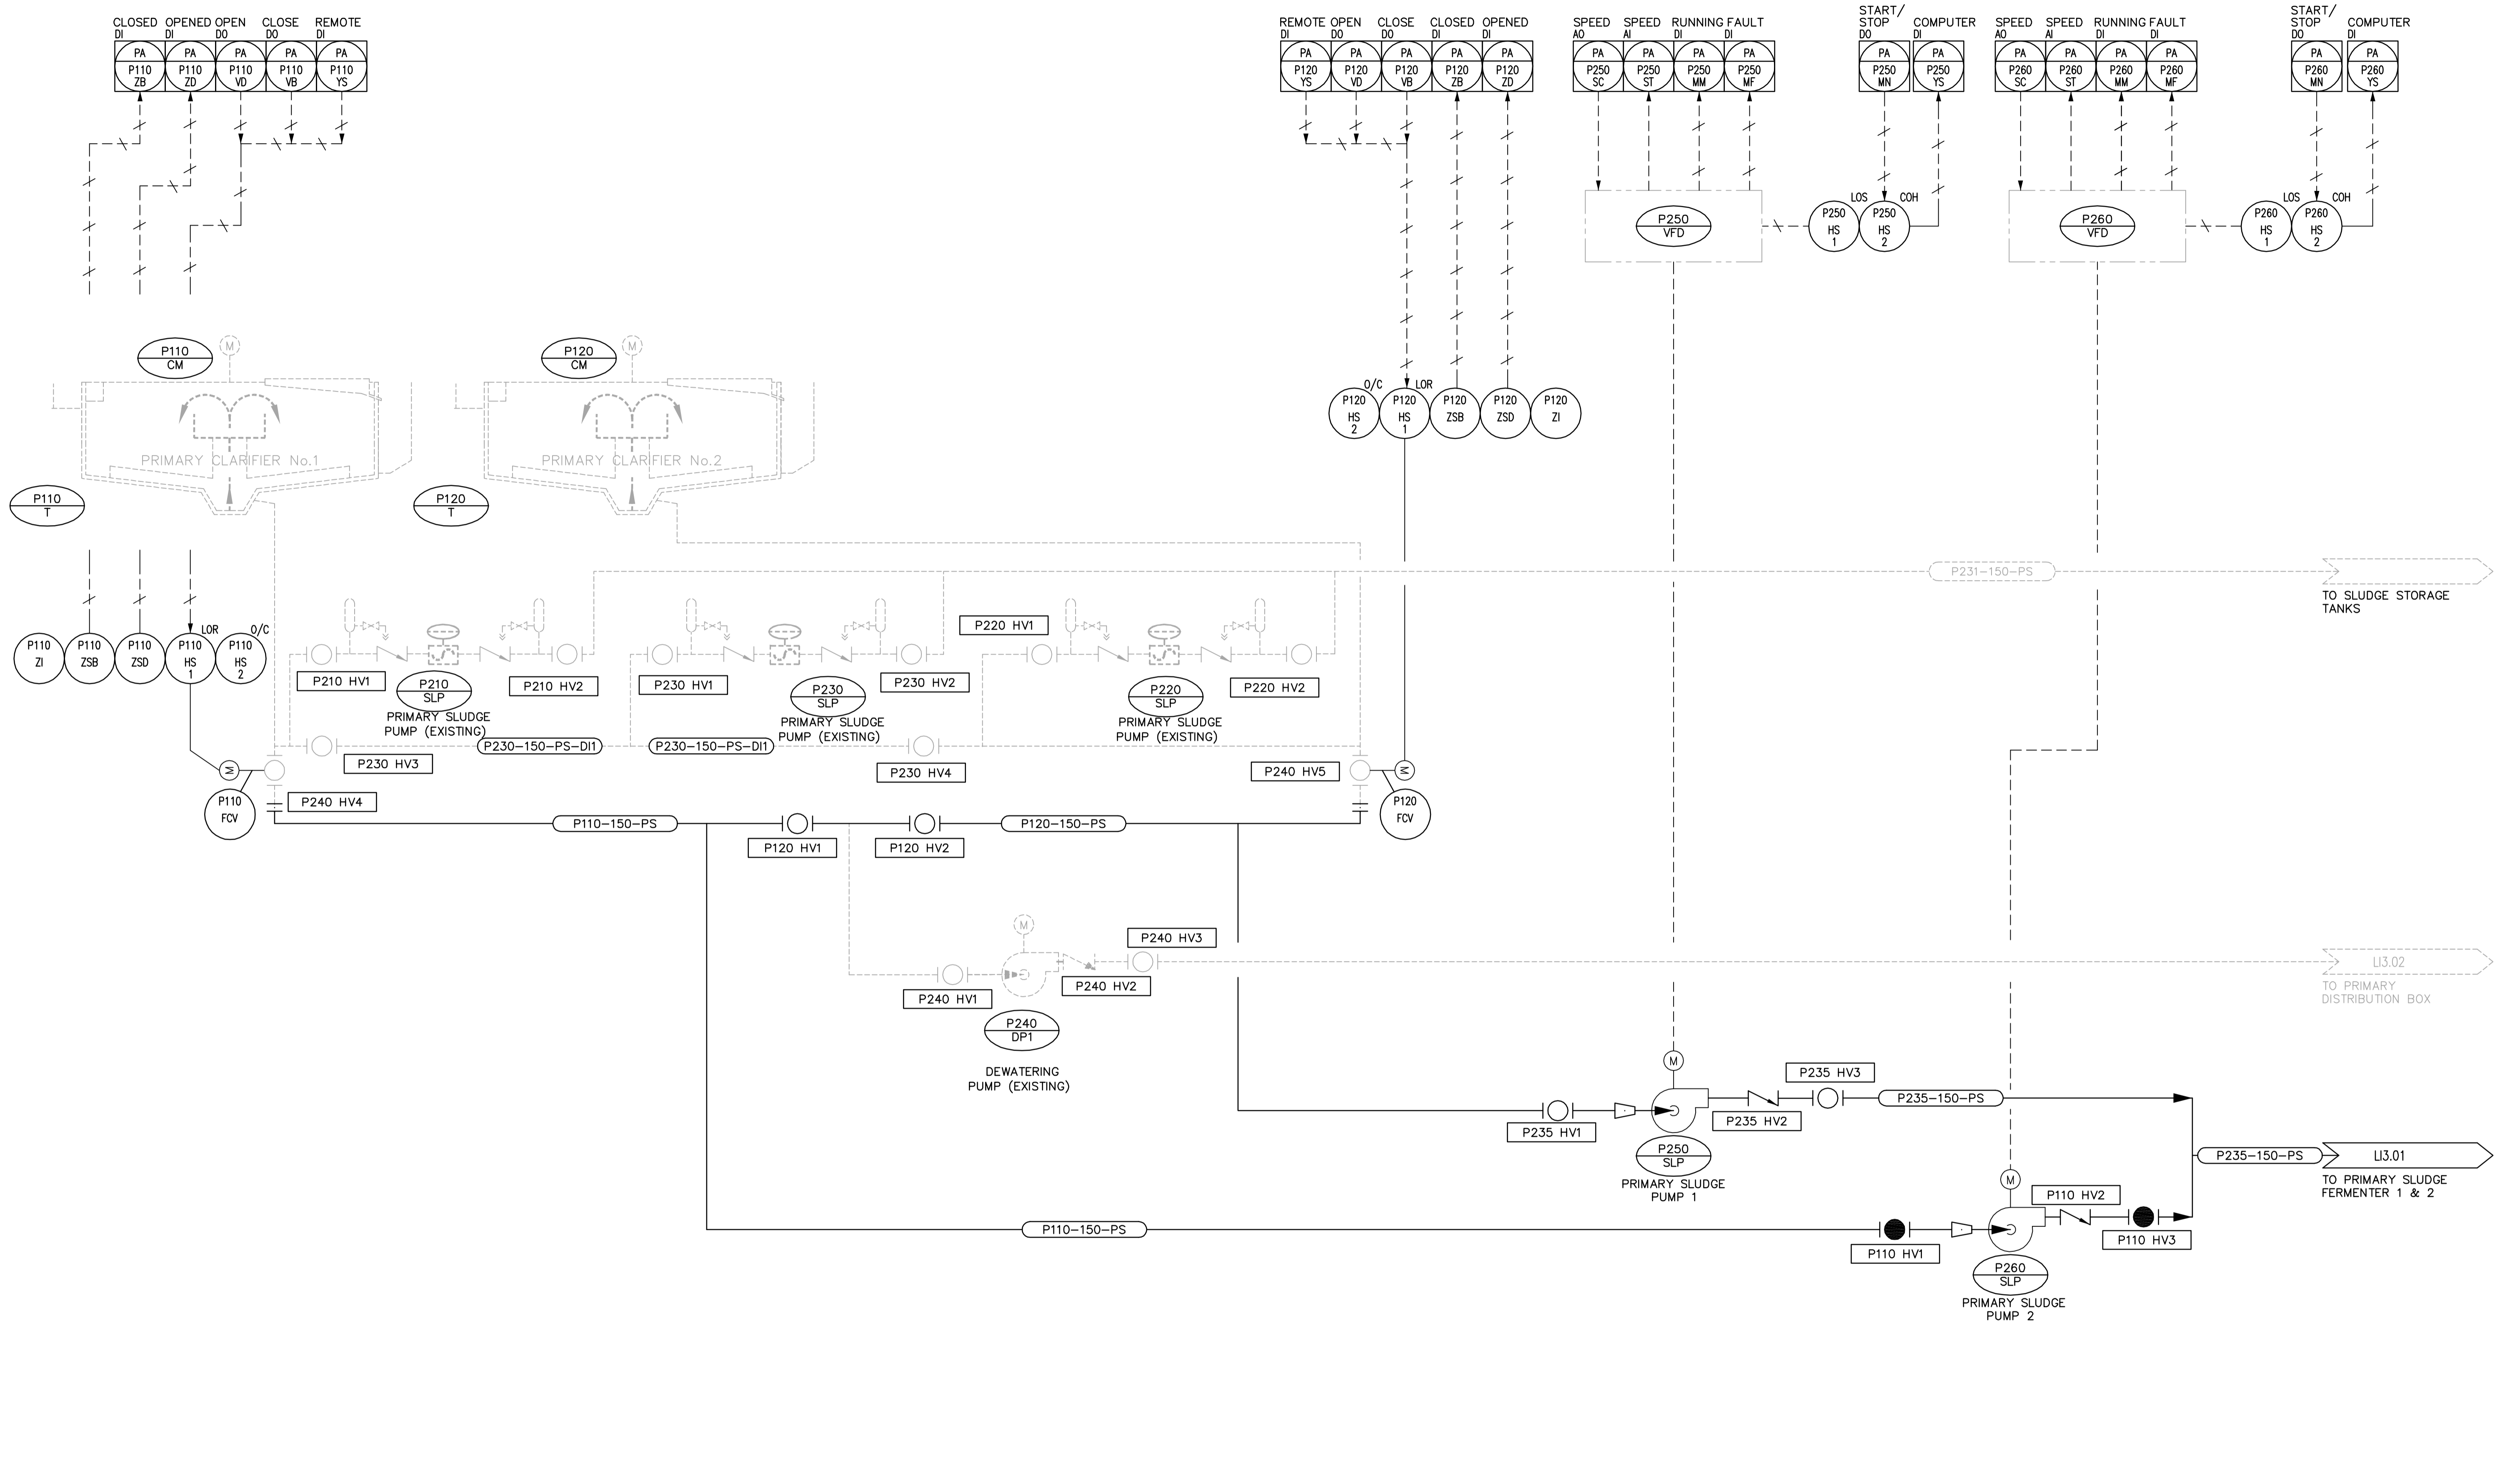 CLOSED OPENED OPEN CLOSE REMOTE
DI DI DO DO DI
PA PA PA PA PA
P110 P110 P110 P110 P110
ZB ZD VD VB YS
REMOTE OPEN CLOSE CLOSED OPENED
DI DO DO DI DI
PA PA PA PA PA
P120 P120 P120 P120 P120
YS VD VB ZB ZD
SPEED SPEED RUNNING FAULT
AO AI DI DI
PA PA PA PA
P250 P250 P250 P250
SC ST MM MF
START/
STOP COMPUTER
DO DI
PA PA
P250 P250
MN YS
SPEED SPEED RUNNING FAULT
AO AI DI DI
PA PA PA PA
P260 P260 P260 P260
SC ST MM MF
START/
STOP COMPUTER
DO DI
PA PA
P260 P260
MN YS
P250
VFD
LOS COH
P250 P250
HS HS
1 2
P260
VFD
LOS COH
P260 P260
HS HS
1 2
P110
CM
M
PRIMARY CLARIFIER No.1
P110
T
P120
CM
M
PRIMARY CLARIFIER No.2
P120
T
O/C LOR
P120 P120 P120 P120 P120
HS HS ZSB ZSD ZI
2 1
P231-150-PS
TO SLUDGE STORAGE
TANKS
LOR O/C
P110 P110 P110 P110 P110
ZI ZSB ZSD HS HS
1 2
P210 HV1
P210
SLP
P210 HV2
PRIMARY SLUDGE
PUMP (EXISTING)
P230 HV1
P230
SLP
P230 HV2
PRIMARY SLUDGE
PUMP (EXISTING)
P220 HV1
P220
SLP
P220 HV2
PRIMARY SLUDGE
PUMP (EXISTING)
P230-150-PS-DI1
P230-150-PS-DI1
P230 HV3
P230 HV4
P240 HV5
M
M
P110
FCV
P240 HV4
P120
FCV
P110-150-PS
P120 HV1
P120 HV2
P120-150-PS
M
P240 HV3
P240 HV1
P240 HV2
P240
DP1
DEWATERING
PUMP (EXISTING)
LI3.02
TO PRIMARY
DISTRIBUTION BOX
M
P235 HV3
P235-150-PS
P235 HV1
P235 HV2
P250
SLP
PRIMARY SLUDGE
PUMP 1
P235-150-PS
LI3.01
TO PRIMARY SLUDGE
FERMENTER 1 & 2
M
P110 HV2
P110-150-PS
P110 HV1
P110 HV3
P260
SLP
PRIMARY SLUDGE
PUMP 2